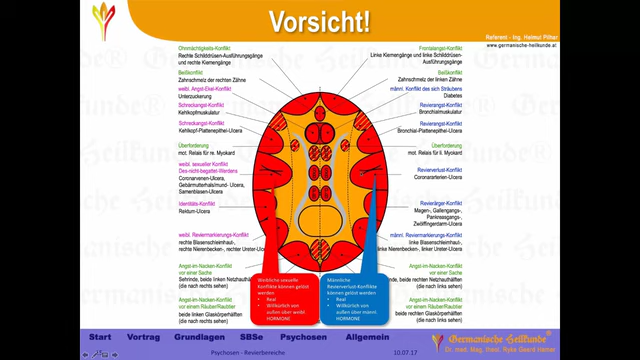 Vorsicht!
Referent - Ing. Helmut Pilhar
www.germanische-heilkunde.at
Ohnmächtigkeits-Konflikt
Rechte Schilddrüsen-Ausführungsgänge
und rechte Kiemengänge
Beißkonflikt
Zahnschmelz der rechten Zähne
weibl. Angst-Ekel-Konflikt
Unterzuckerung
Schreckangst-Konflikt
Kehlkopfmuskulatur
Schreckangst-Konflikt
Kehlkopf-Plattenepithel-Ulcera
Überforderung
mot. Relais für re. Myokard
weibl. sexueller Konflikt
Des-nicht-begattet-Werdens
Coronarvenen-Ulcera,
Gebärmutterhals/mund- Ulcera,
Samenblasen-Ulcera
Identitäts-Konflikt
Rektum-Ulcera
weibl. Reviermarkierungs-Konflikt
rechte Blasenschleimhaut-,
rechte Nierenbecken-, rechter Ureter-Ulcera
Angst-im-Nacken-Konflikt
vor einer Sache
Sehrinde, beide linken Netzhauthälften
(die nach rechts sehen)
Angst-im-Nacken-Konflikt
vor einem Räuber/Raubtier
beide linken Glaskörperhälften
(die nach rechts sehen)
Frontalangst-Konflikt
Linke Kiemengänge und linke Schilddrüsen-
Ausführungsgänge
Beißkonflikt
Zahnschmelz der linken Zähne
männl. Konflikt des sich Sträubens
Diabetes
Revierangst-Konflikt
Bronchialmuskulatur
Revierangst-Konflikt
Bronchial-Plattenepithel-Ulcera
Überforderung
mot. Relais für li. Myokard
Revierverlust-Konflikt
Coronararterien-Ulcera
Revierärger-Konflikt
Magen-, Gallengangs-,
Pankreasgangs-,
Zwölffingerdarm-Ulcera
männl. Reviermarkierungs-Konflikt
linke Blasenschleimhaut-,
linke Nierenbecken-, linker Ureter-Ulcera
Angst-im-Nacken-Konflikt
vor einer Sache
(die nach links sehen)
Angst-im-Nacken-Konflikt
vor einem Räuber/Raubtier
beide rechten Glaskörperhälften
(die nach links sehen)
Weibliche sexuelle
Konflikte können gelöst
werden
• Real
• Willkürlich von
außen über weibl.
HORMONE
Männliche
Revierverlust-Konflikte
können gelöst werden
• Real
• Willkürlich von
außen über männl.
HORMONE
Start Vortrag Grundlagen SBSe Psychosen Allgemein
Germanische Heilkunde®
Dr. med. Mag. theol. Ryke Geerd Hamer
Psychosen - Revierbereiche
10.07.17